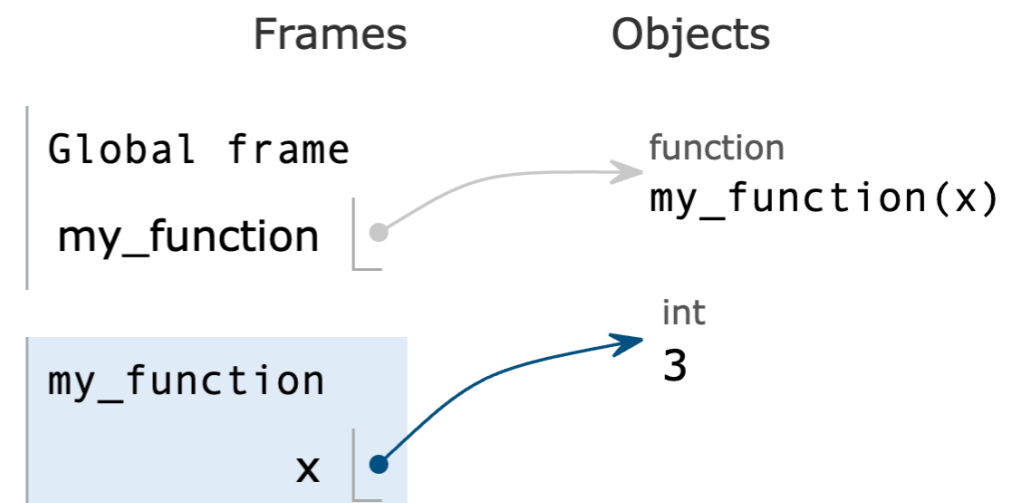 Frames Objects
Global frame
function
my_function(x)
my_function
int
3
my_function
x